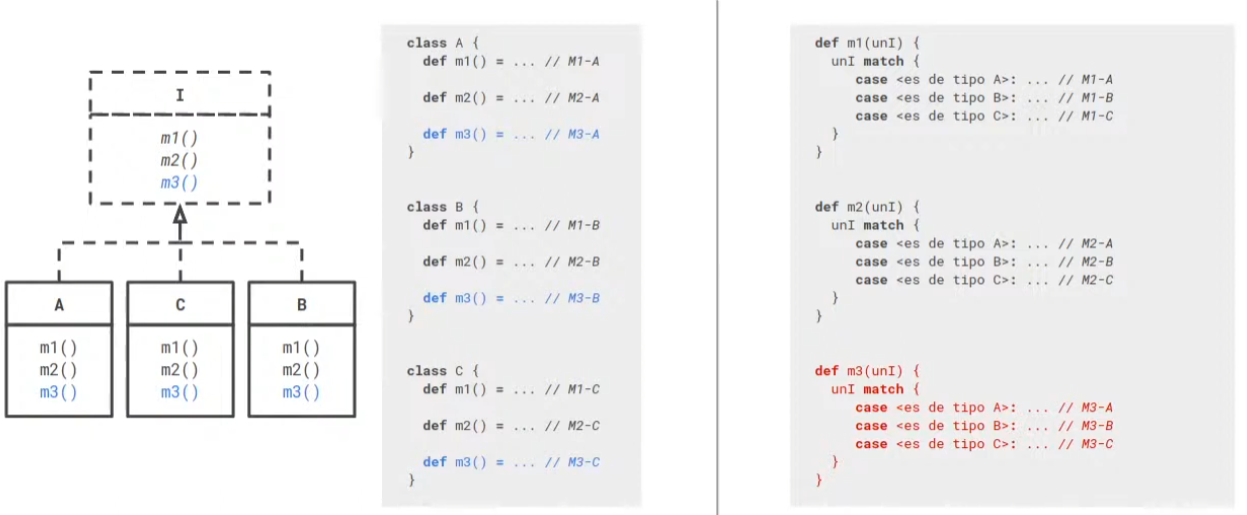 I
m1()
m2()
m3()
A
m1()
m2()
m3()
C
m1()
m2()
m3()
B
m1()
m2()
m3()
class A {
def m1() = ... // M1-A
def m2() = ... // M2-A
def m3() = ... // M3-A
}
class B {
def m1() = ... // M1-B
def m2() = ... // M2-B
def m3() = ... // M3-B
}
class C {
def m1() = ... // M1-C
def m2() = ... // M2-C
def m3() = ... // M3-C
}
def m1(unI) {
unI match {
case <es de tipo A>: ... // M1-A
case <es de tipo B>: ... // M1-B
case <es de tipo C>: ... // M1-C
}
}
def m2(unI) {
unI match {
case <es de tipo A>: ... // M2-A
case <es de tipo B>: ... // M2-B
case <es de tipo C>: ... // M2-C
}
}
def m3(unI) {
unI match {
case <es de tipo A>: ... // M3-A
case <es de tipo B>: ... // M3-B
case <es de tipo C>: ... // M3-C
}
}